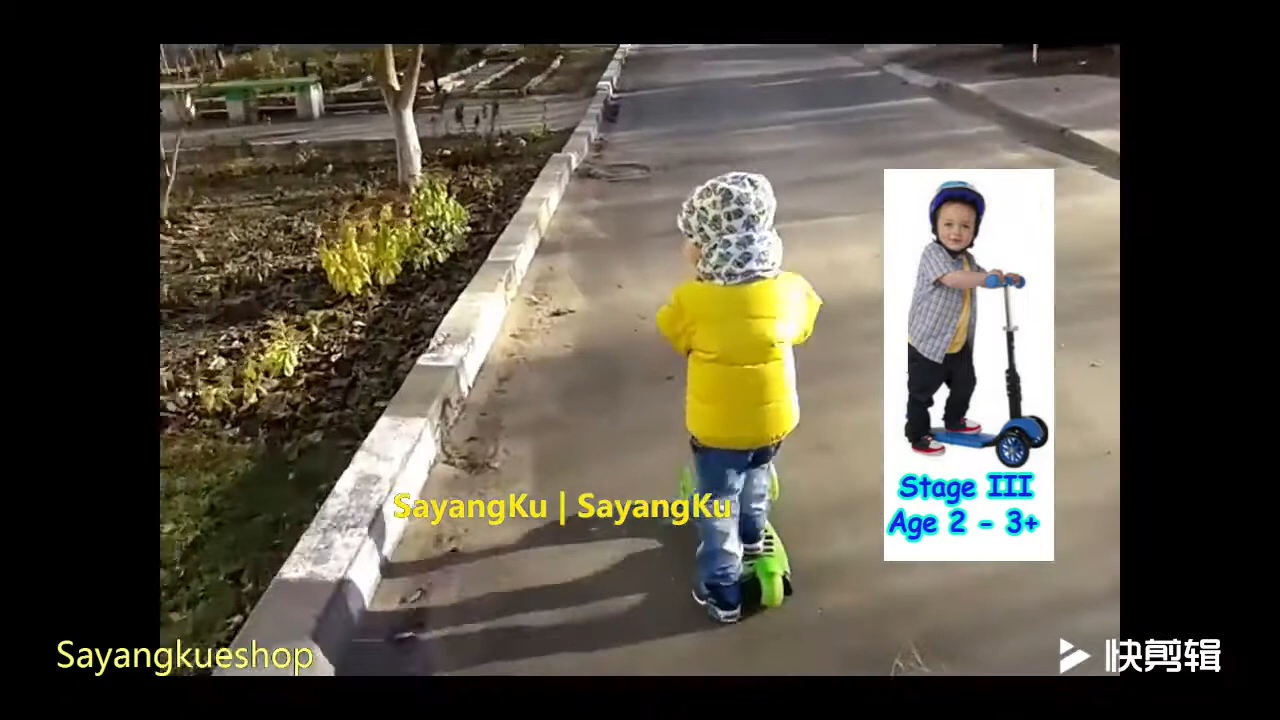 Stage III
Age 2 - 3+
SayangKu | SayangKu
Sayangkueshop
快剪辑